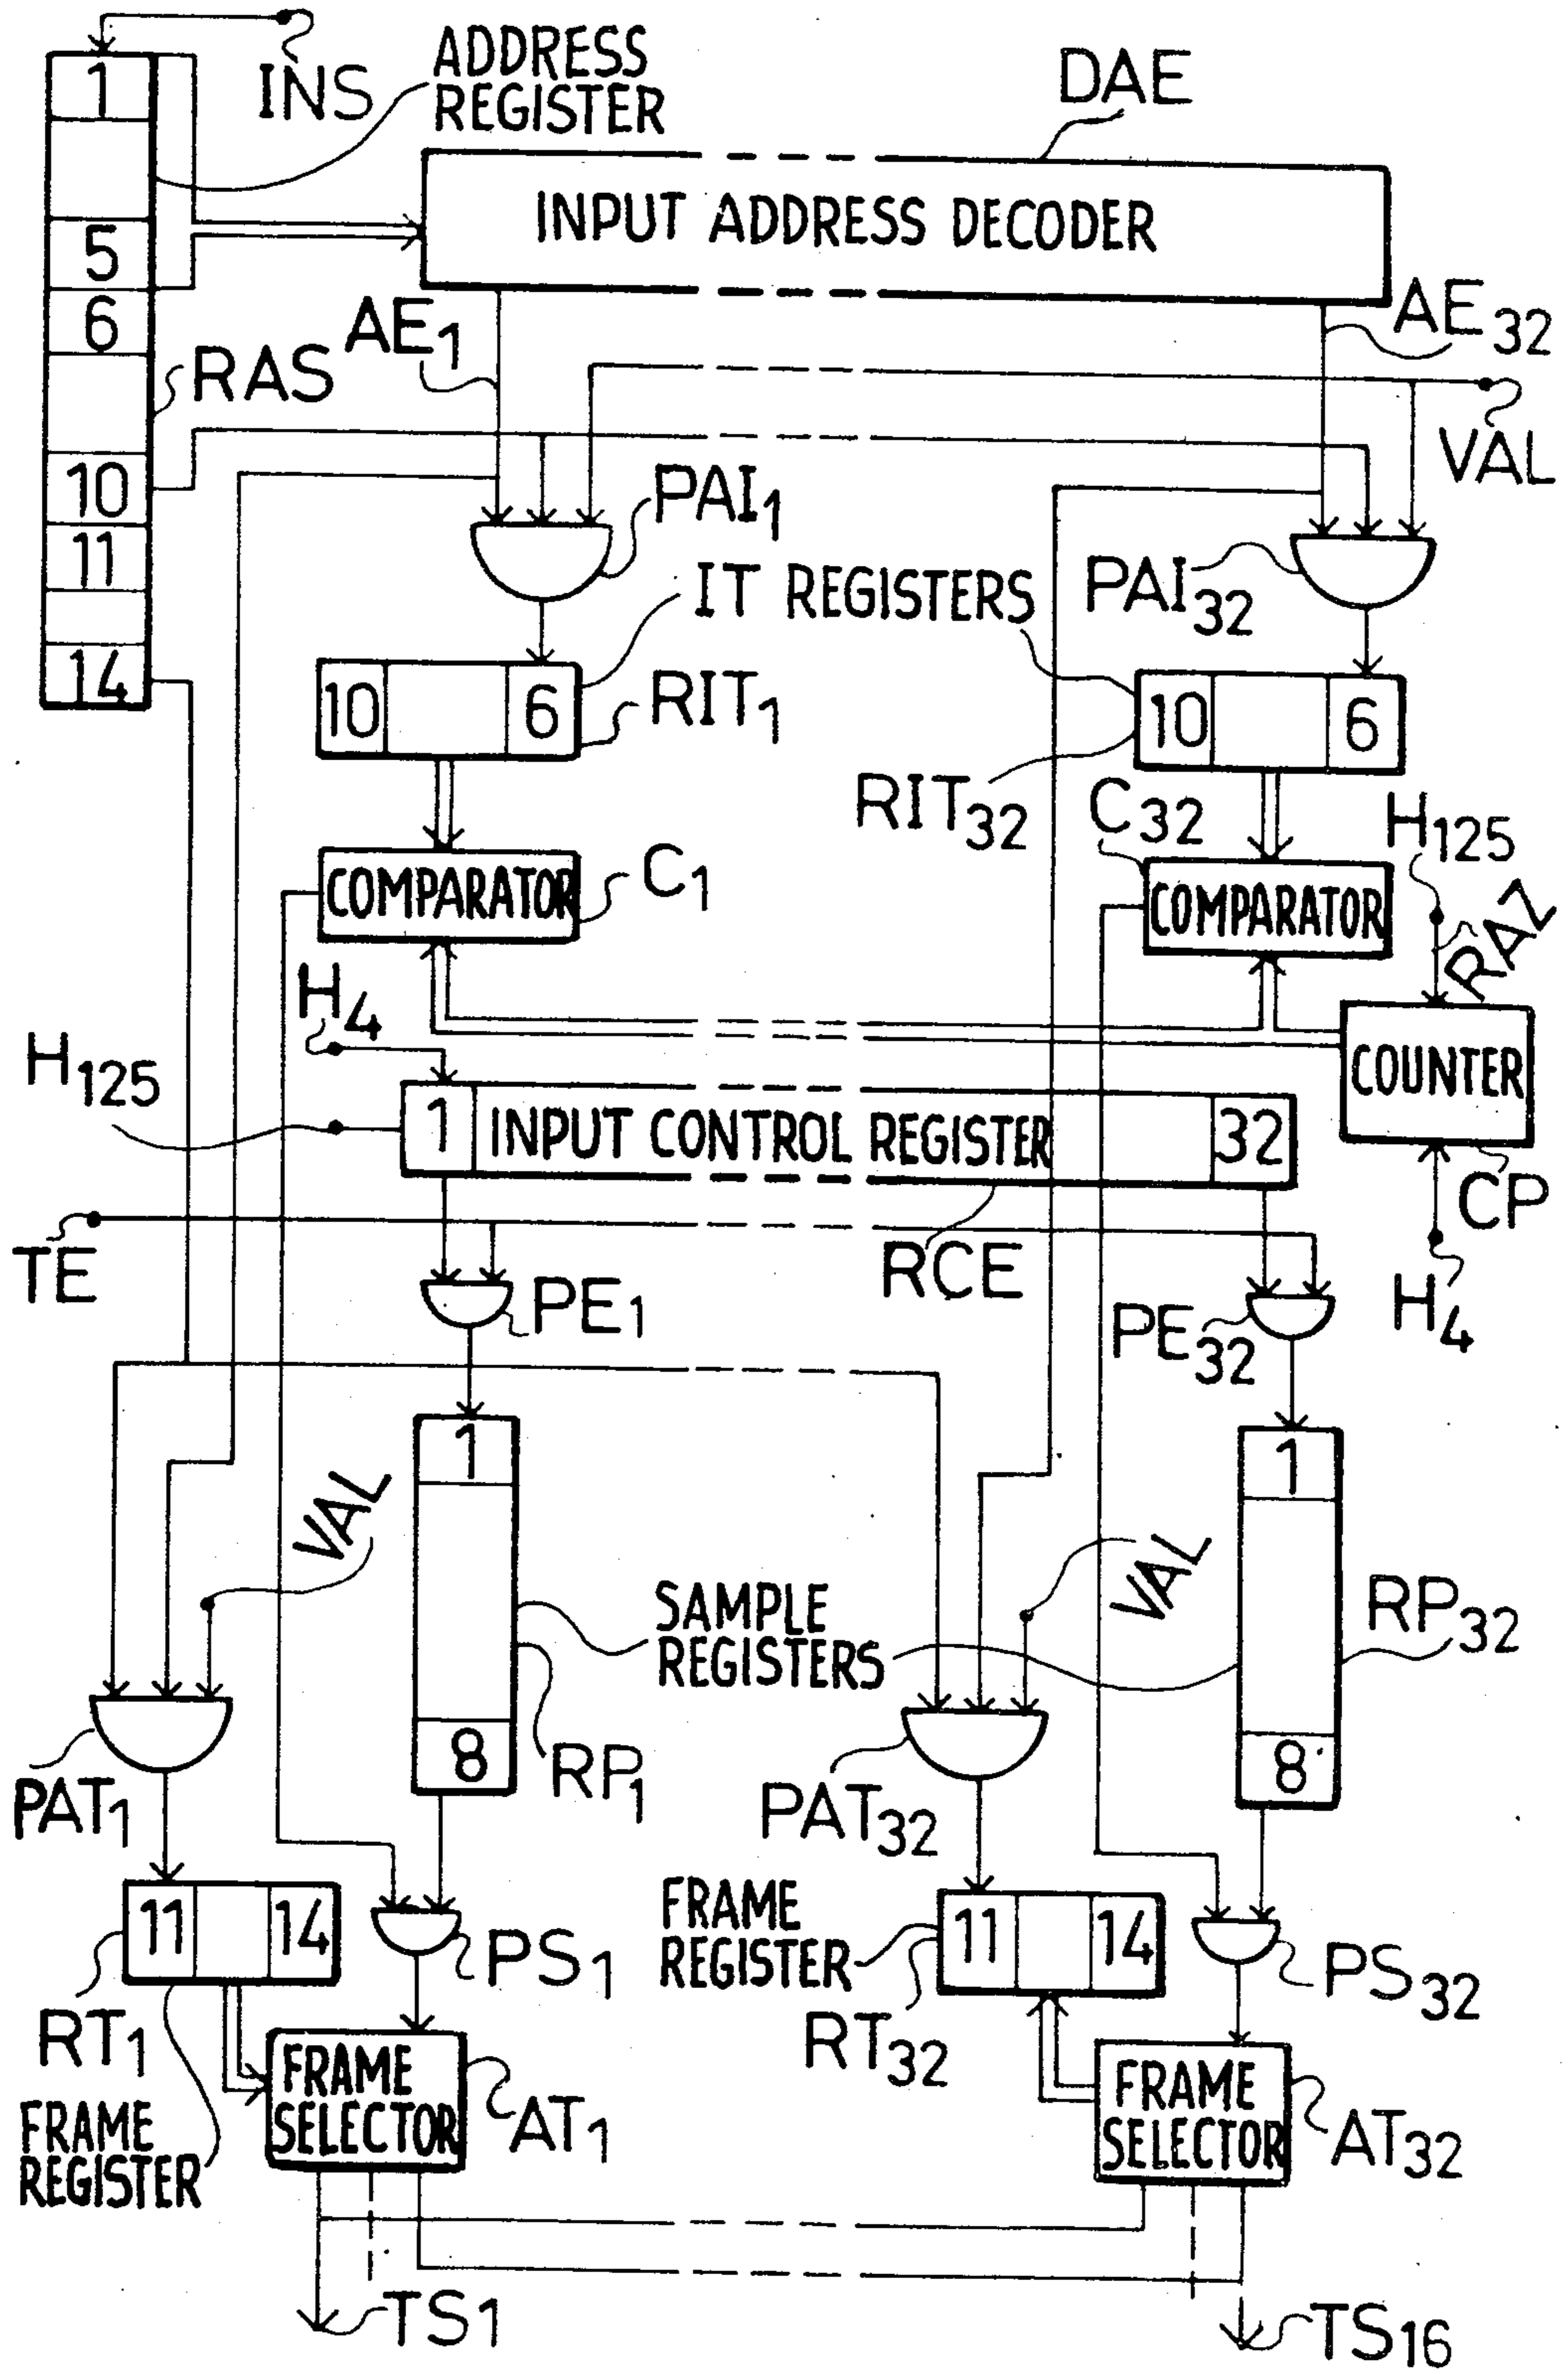 INS
ADDRESS
REGISTER
DAE
1
5
6
10
11
14
INPUT ADDRESS DECODER
AE1
AE32
RAS
VAL
PAI1
PAI32
IT REGISTERS
10 6
RIT1
10 6
RIT32
COMPARATOR
C1
C32
COMPARATOR
H125
RAZ
H4
H125
1 INPUT CONTROL REGISTER 32
COUNTER
CP
H4
TE
RCE
PE1
PE32
1
8
1
8
VAL
VAL
SAMPLE
REGISTERS
RP1
RP32
PAT1
PAT32
11 14
RT1
FRAME
REGISTER
PS1
FRAME
REGISTER
11 14
RT32
PS32
FRAME
SELECTOR
AT1
FRAME
SELECTOR
AT32
TS1
TS16